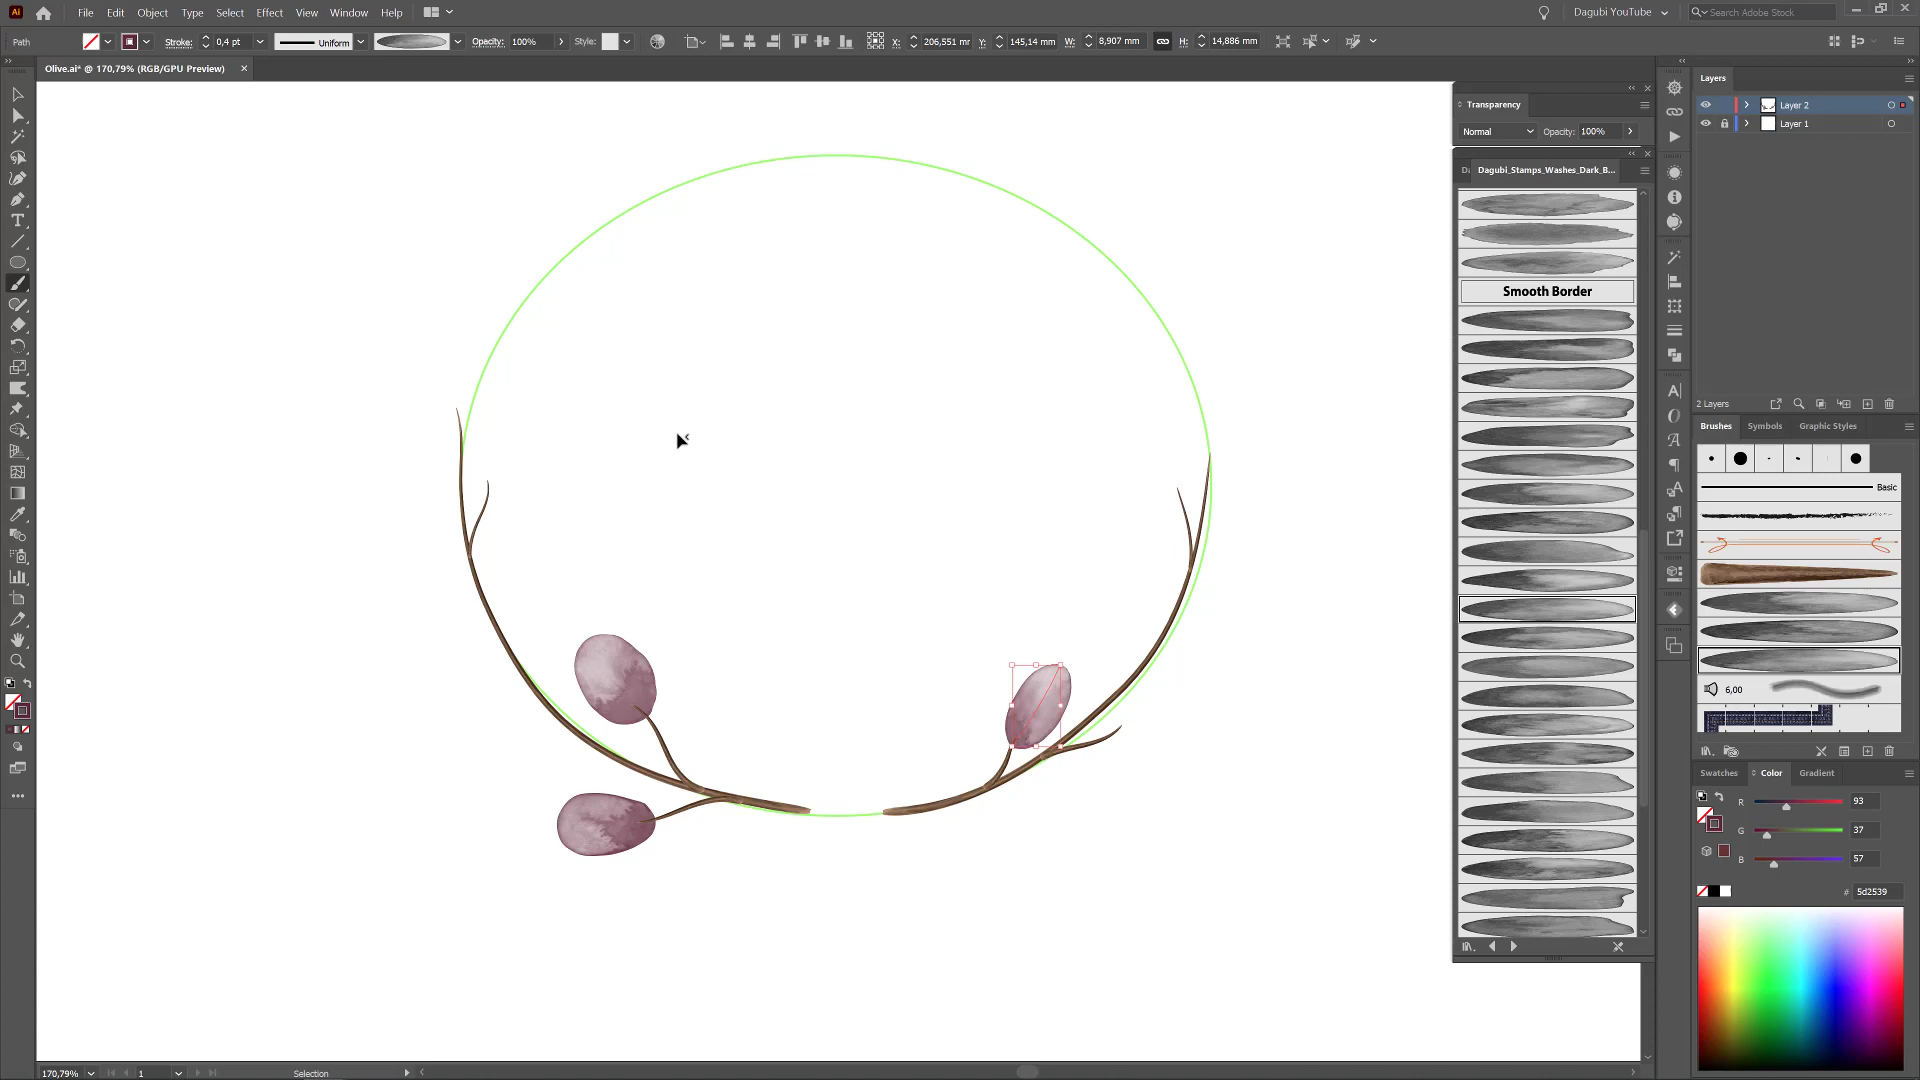 Ai File Edit Object Type Select Effect View Window Help Dagubi YouTube Search Adobe Stock
Path Stroke: 0,4 pt Uniform Opacity: 100% Style: X: 206,551 mr Y: 145,14 mm W: 8,907 mm H: 14,886 mm
Olive.ai* @ 170,79% (RGB/GPU Preview)
Transparency
Normal Opacity: 100%
Dagubi_Stamps_Washes_Dark_B...
Smooth Border
Layers
Layer 2
Layer 1
2 Layers
Brushes Symbols Graphic Styles
Basic
6,00
Swatches Color Gradient
R 93
G 37
B 57
# 5d2539
170,79% 1 Selection